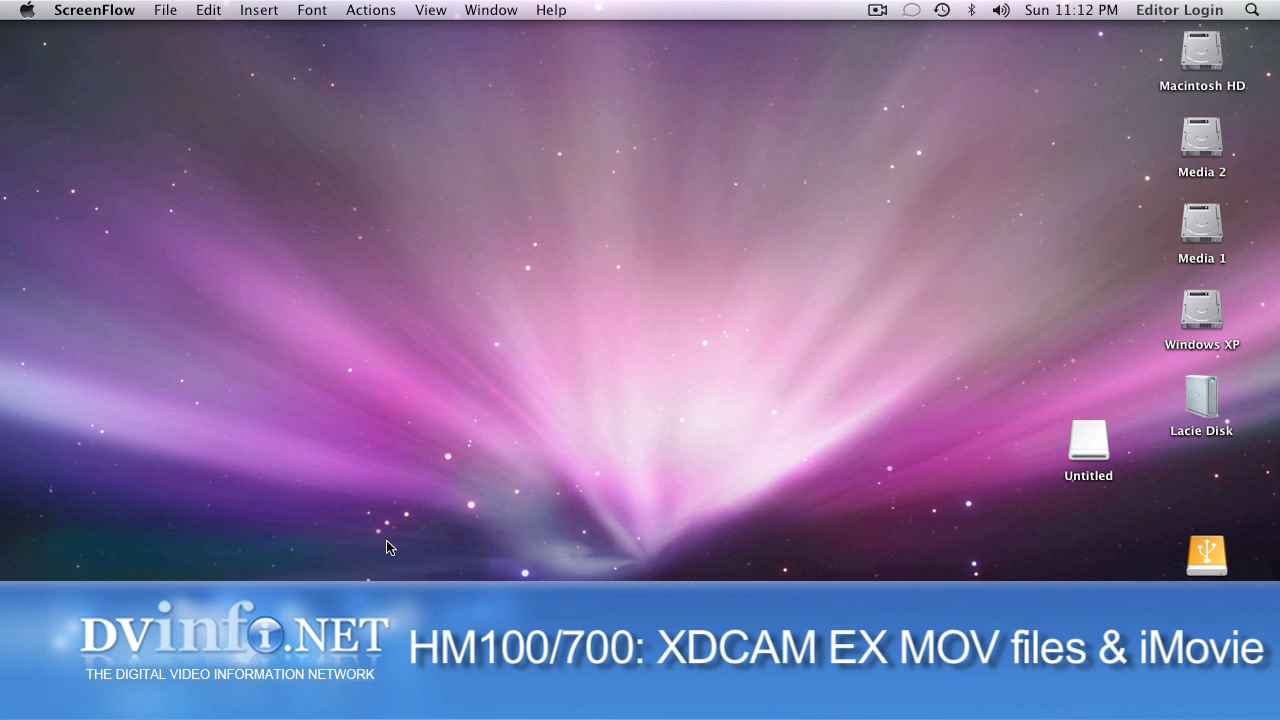 ScreenFlow File Edit Insert Font Actions View Window Help Sun 11:12 PM Editor Login
Macintosh HD
Media 2
Media 1
Windows XP
Lacie Disk
Untitled
DVinfo.NET
THE DIGITAL VIDEO INFORMATION NETWORK
HM100/700: XDCAM EX MOV files & iMovie